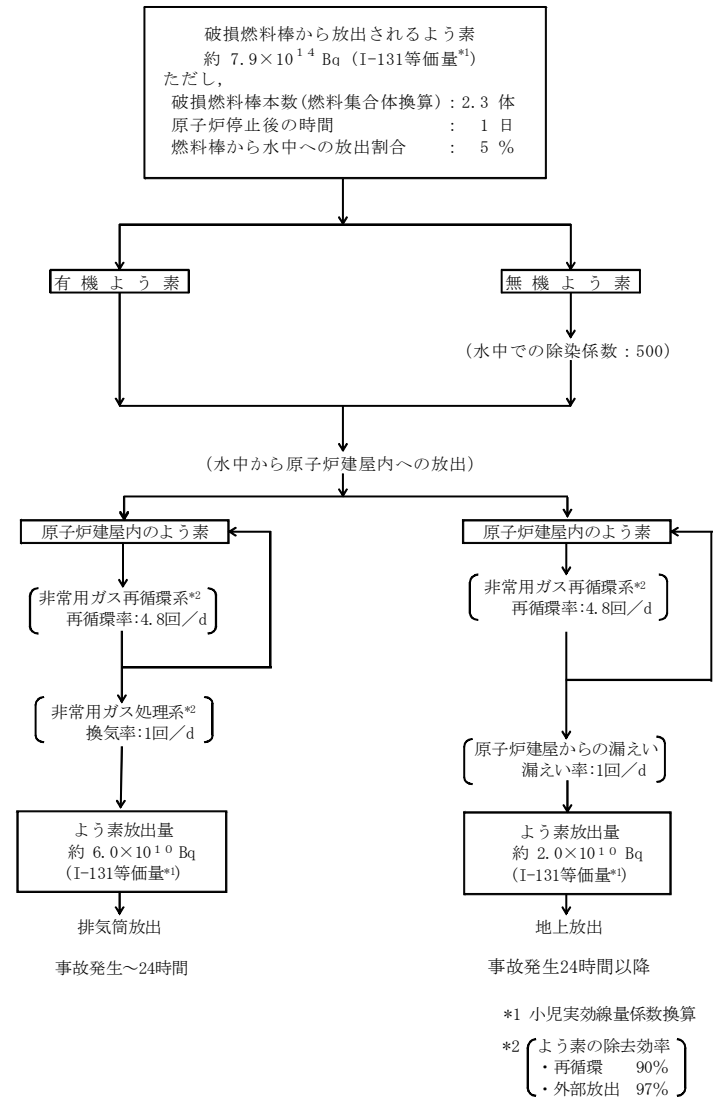 破損燃料棒から放出されるよう素
約 7.9×10¹⁴ Bq (I-131等価量*¹)
ただし,
破損燃料棒本数(燃料集合体換算) : 2.3 体
原子炉停止後の時間 : 1 日
燃料棒から水中への放出割合 : 5 %
有機よう素
無機よう素
(水中での除染係数：500)
(水中から原子炉建屋内への放出)
原子炉建屋内のよう素
非常用ガス再循環系*²
再循環率:4.8回／d
非常用ガス処理系*²
換気率:1回／d
よう素放出量
約 6.0×10¹⁰ Bq
(I-131等価量*¹)
排気筒放出
事故発生～24時間
原子炉建屋内のよう素
非常用ガス再循環系*²
再循環率:4.8回／d
原子炉建屋からの漏えい
漏えい率:1回／d
よう素放出量
約 2.0×10¹⁰ Bq
(I-131等価量*¹)
地上放出
事故発生24時間以降
*1 小児実効線量係数換算
*2 よう素の除去効率
・再循環 90%
・外部放出 97%